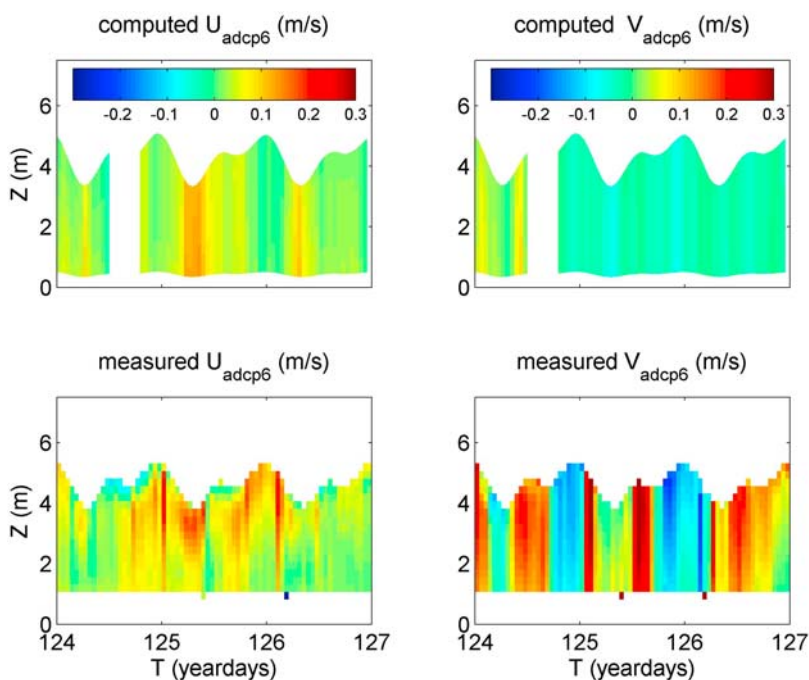 computed U_adcp6 (m/s)
computed V_adcp6 (m/s)
6
4
2
0
Z (m)
-0.2 -0.1 0 0.1 0.2 0.3
6
4
2
0
Z (m)
-0.2 -0.1 0 0.1 0.2 0.3
measured U_adcp6 (m/s)
measured V_adcp6 (m/s)
6
4
2
0
Z (m)
124 125 126 127
T (yeardays)
6
4
2
0
Z (m)
124 125 126 127
T (yeardays)